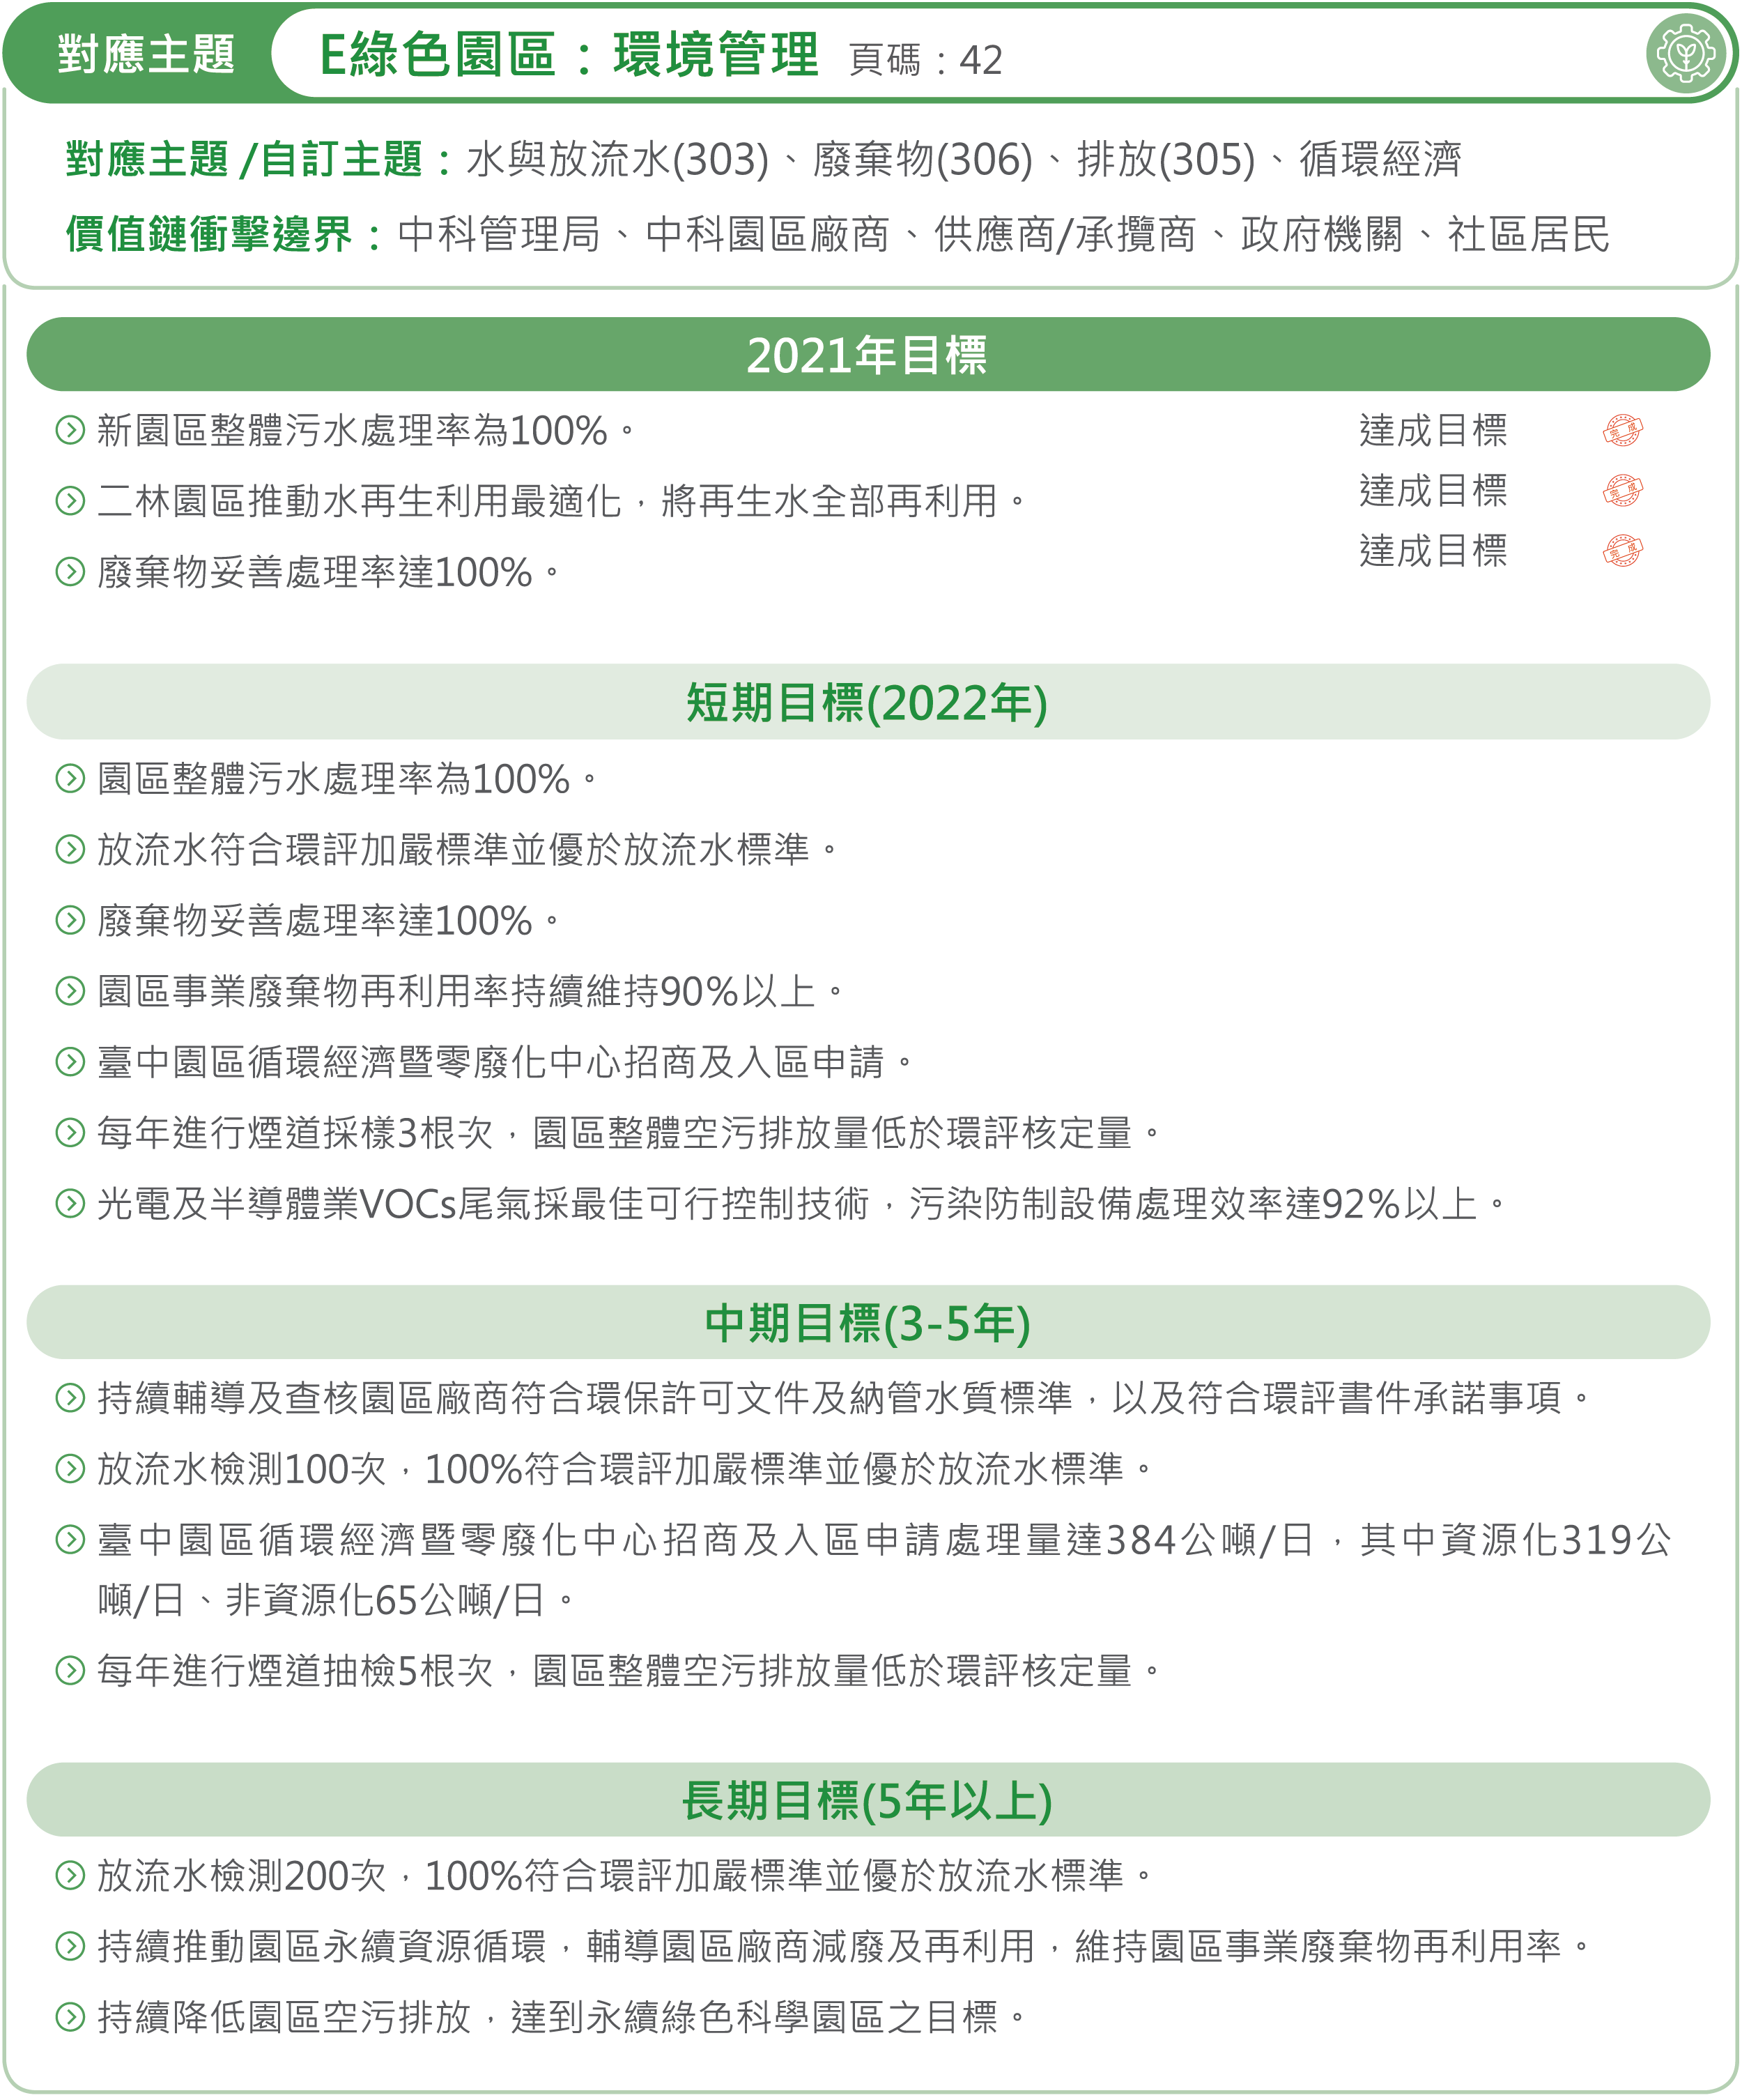 對應主題 E綠色園區：環境管理 頁碼：42
對應主題/自訂主題：水與放流水(303)、廢棄物(306)、排放(305)、循環經濟
價值鏈衝擊邊界：中科管理局、中科園區廠商、供應商/承攬商、政府機關、社區居民
2021年目標
新園區整體污水處理率為100%。 達成目標 完成
二林園區推動水再生利用最適化，將再生水全部再利用。 達成目標 完成
廢棄物妥善處理率達100%。 達成目標 完成
短期目標(2022年)
園區整體污水處理率為100%。
放流水符合環評加嚴標準並優於放流水標準。
廢棄物妥善處理率達100%。
園區事業廢棄物再利用率持續維持90%以上。
臺中園區循環經濟暨零廢化中心招商及入區申請。
每年進行煙道採樣3根次，園區整體空污排放量低於環評核定量。
光電及半導體業VOCs尾氣採最佳可行控制技術，污染防制設備處理效率達92%以上。
中期目標(3-5年)
持續輔導及查核園區廠商符合環保許可文件及納管水質標準，以及符合環評書件承諾事項。
放流水檢測100次，100%符合環評加嚴標準並優於放流水標準。
臺中園區循環經濟暨零廢化中心招商及入區申請處理量達384公噸/日，其中資源化319公
噸/日、非資源化65公噸/日。
每年進行煙道抽檢5根次，園區整體空污排放量低於環評核定量。
長期目標(5年以上)
放流水檢測200次，100%符合環評加嚴標準並優於放流水標準。
持續推動園區永續資源循環，輔導園區廠商減廢及再利用，維持園區事業廢棄物再利用率。
持續降低園區空污排放，達到永續綠色科學園區之目標。